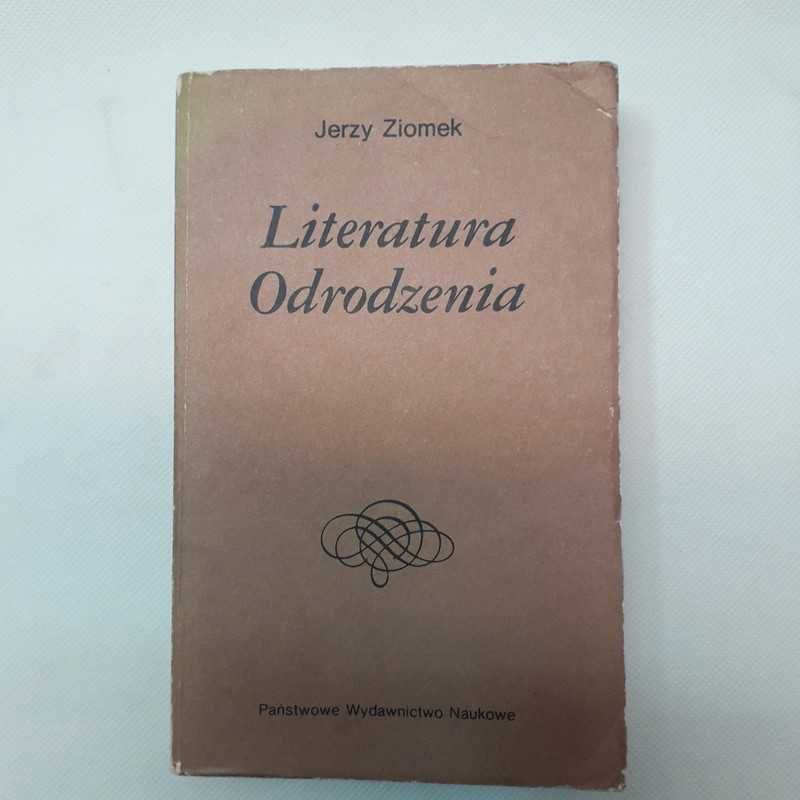 Jerzy Ziomek
Literatura
Odrodzenia
Państwowe Wydawnictwo Naukowe